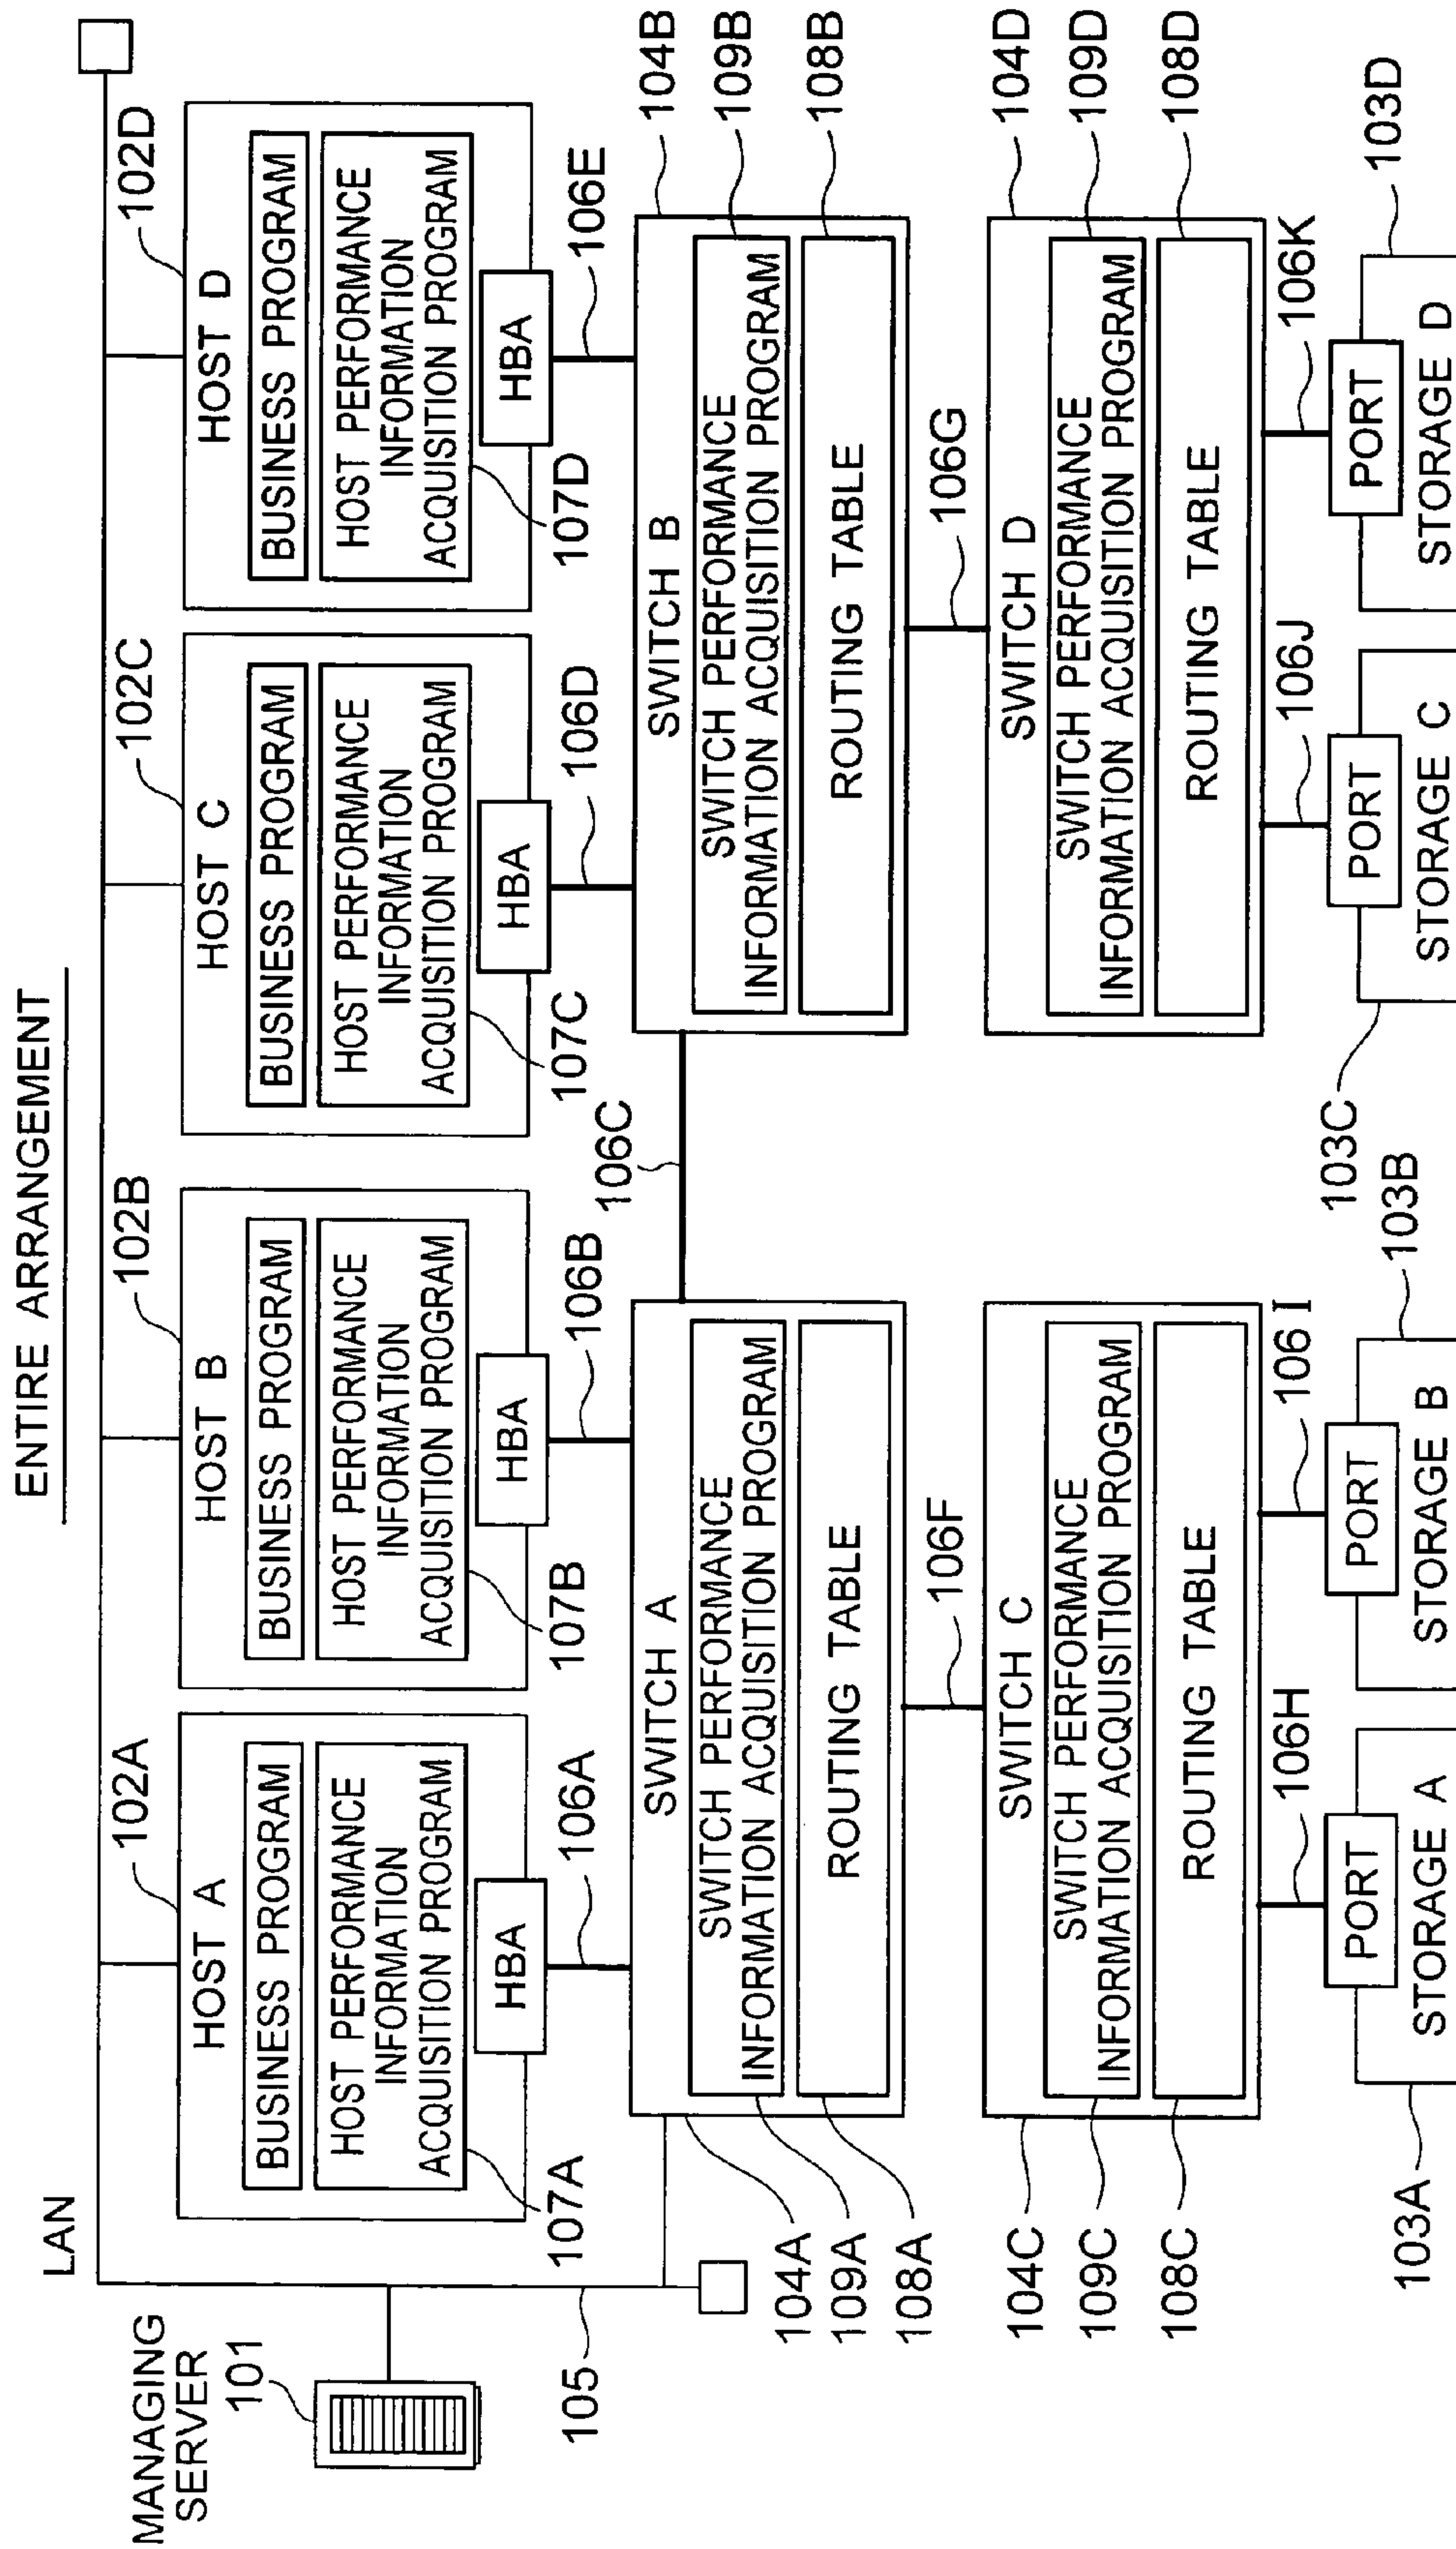 ENTIRE ARRANGEMENT
LAN
MANAGING
SERVER
101
105
102A
HOST A
BUSINESS PROGRAM
HOST PERFORMANCE
INFORMATION
ACQUISITION PROGRAM
HBA
107A
106A
102B
HOST B
BUSINESS PROGRAM
HOST PERFORMANCE
INFORMATION
ACQUISITION PROGRAM
HBA
107B
106B
102C
HOST C
BUSINESS PROGRAM
HOST PERFORMANCE
INFORMATION
ACQUISITION PROGRAM
HBA
107C
106D
102D
HOST D
BUSINESS PROGRAM
HOST PERFORMANCE
INFORMATION
ACQUISITION PROGRAM
HBA
107D
106E
SWITCH A
SWITCH PERFORMANCE
INFORMATION ACQUISITION PROGRAM
ROUTING TABLE
104A
109A
108A
106C
SWITCH B
SWITCH PERFORMANCE
INFORMATION ACQUISITION PROGRAM
ROUTING TABLE
104B
109B
108B
106F
106G
SWITCH C
SWITCH PERFORMANCE
INFORMATION ACQUISITION PROGRAM
ROUTING TABLE
104C
109C
108C
SWITCH D
SWITCH PERFORMANCE
INFORMATION ACQUISITION PROGRAM
ROUTING TABLE
104D
109D
108D
106H
PORT
STORAGE A
103A
106I
PORT
STORAGE B
103B
106J
PORT
STORAGE C
103C
106K
PORT
STORAGE D
103D